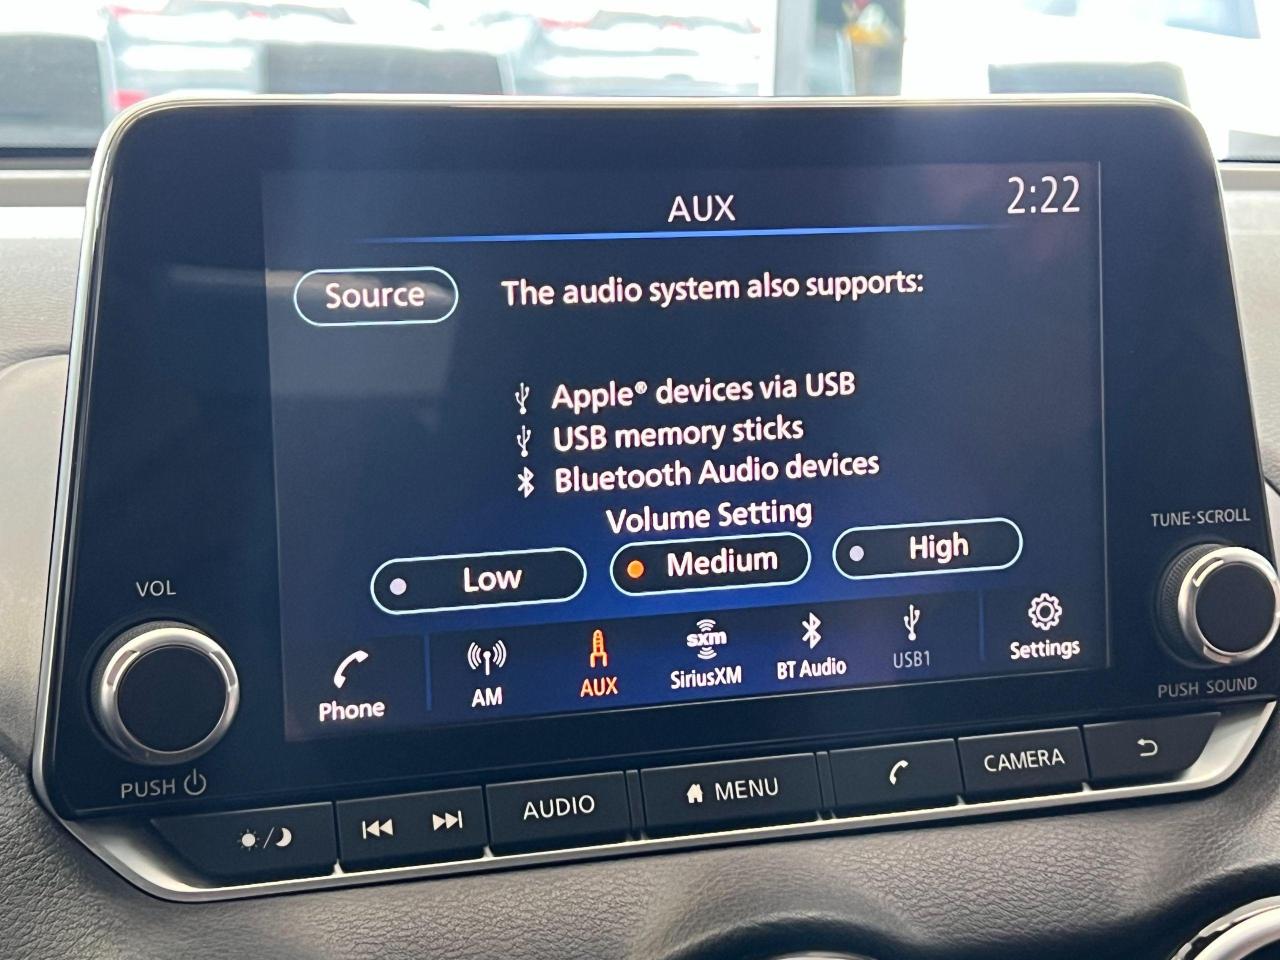 AUX
2:22
Source
The audio system also supports:
Apple® devices via USB
USB memory sticks
Bluetooth Audio devices
Volume Setting
Low
Medium
High
Phone
AM
AUX
sxm
SiriusXM
BT Audio
USB1
Settings
VOL
PUSH
TUNE·SCROLL
PUSH SOUND
AUDIO
MENU
CAMERA